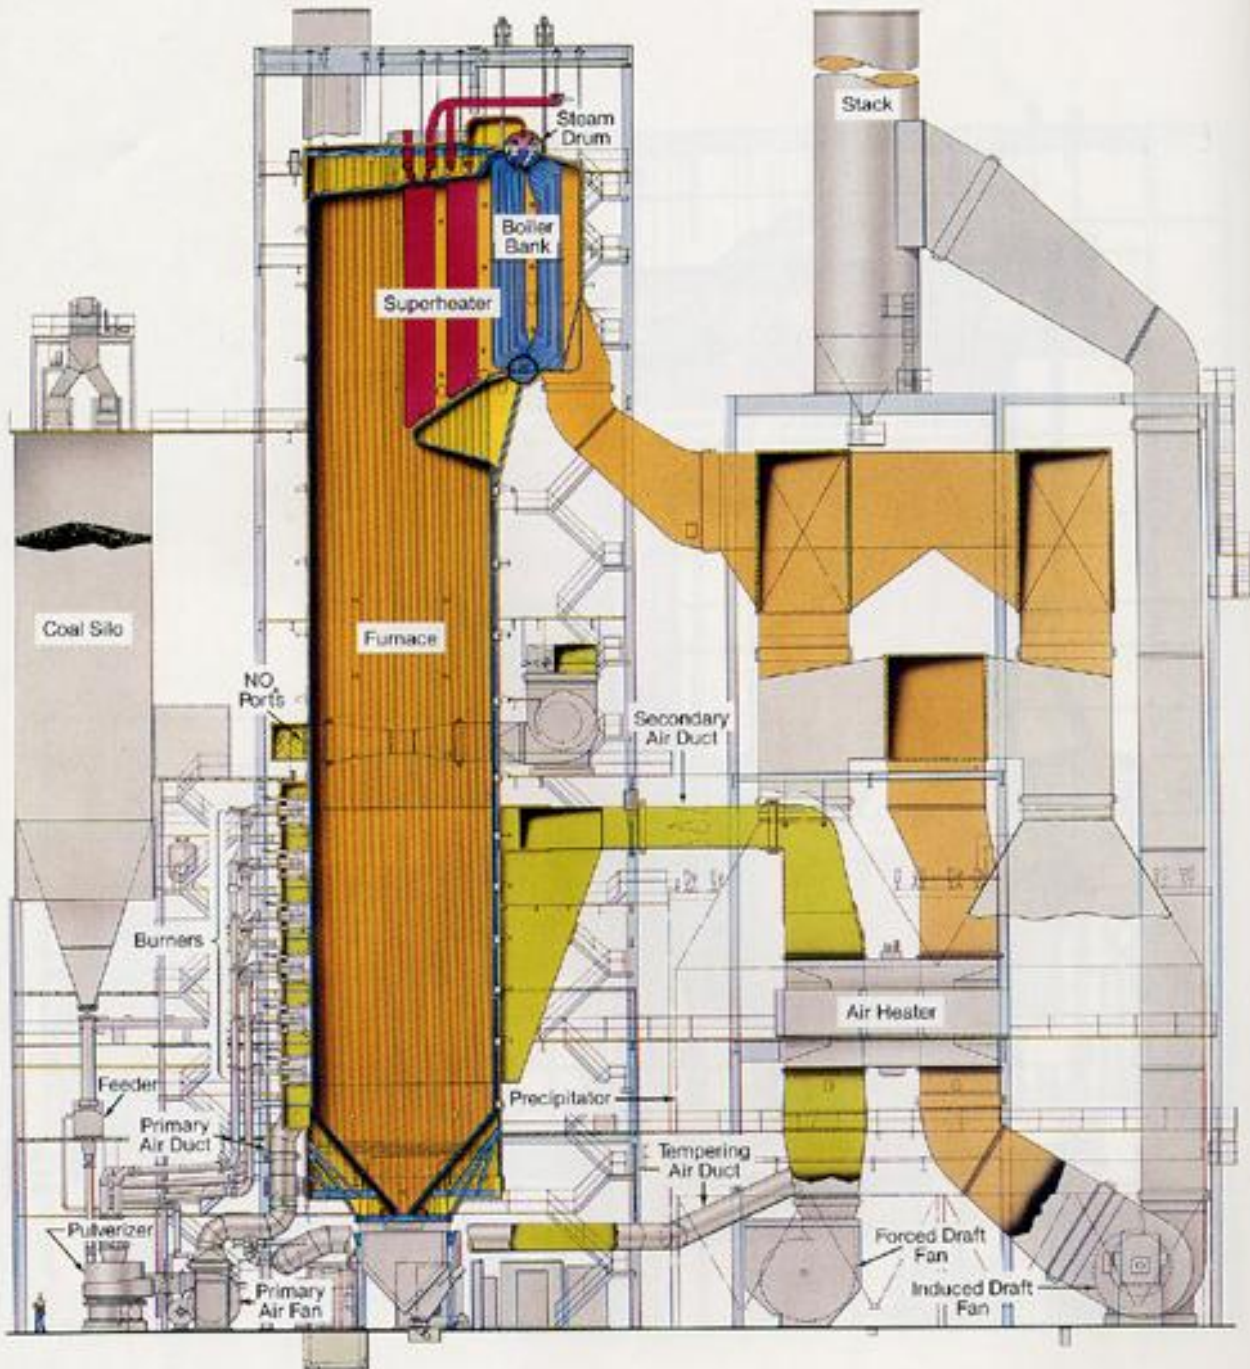 Stack
Steam
Drum
Boiler
Bank
Superheater
Coal Silo
Furnace
NOx
Ports
Secondary
Air Duct
Burners
Air Heater
Feeder
Precipitator
Primary
Air Duct
Tempering
Air Duct
Pulverizer
Forced Draft
Fan
Primary
Air Fan
Induced Draft
Fan